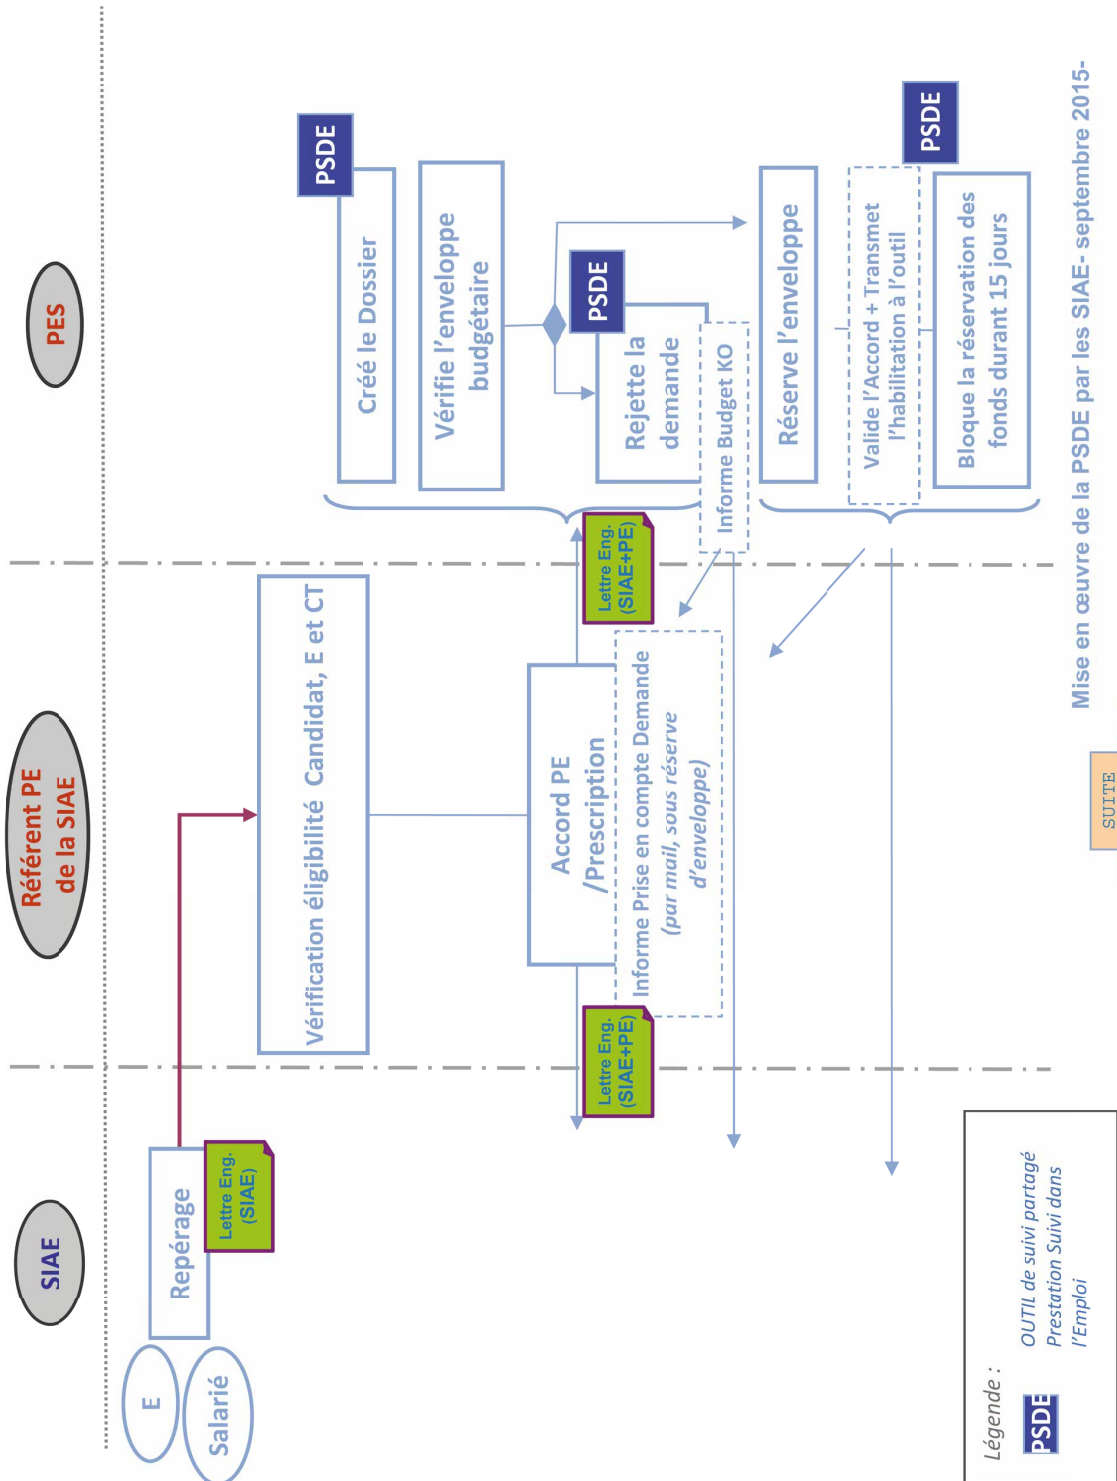 SIAE
Référent PE
de la SIAE
PES
E
Salarié
Repérage
Lettre Eng.
(SIAE)
Vérification éligibilité Candidat, E et CT
Accord PE
/Prescription
Informe Prise en compte Demande
(par mail, sous réserve
d'enveloppe)
Lettre Eng.
(SIAE+PE)
Lettre Eng.
(SIAE+PE)
PSDE
Créé le Dossier
Vérifie l'enveloppe
budgétaire
PSDE
Rejette la
demande
Informe Budget KO
Réserve l'enveloppe
Valide l'Accord + Transmet
l'habilitation à l'outil
PSDE
Bloque la réservation des
fonds durant 15 jours
Légende :
PSDE
OUTIL de suivi partagé
Prestation Suivi dans
l'Emploi
SUITE
Mise en œuvre de la PSDE par les SIAE- septembre 2015-